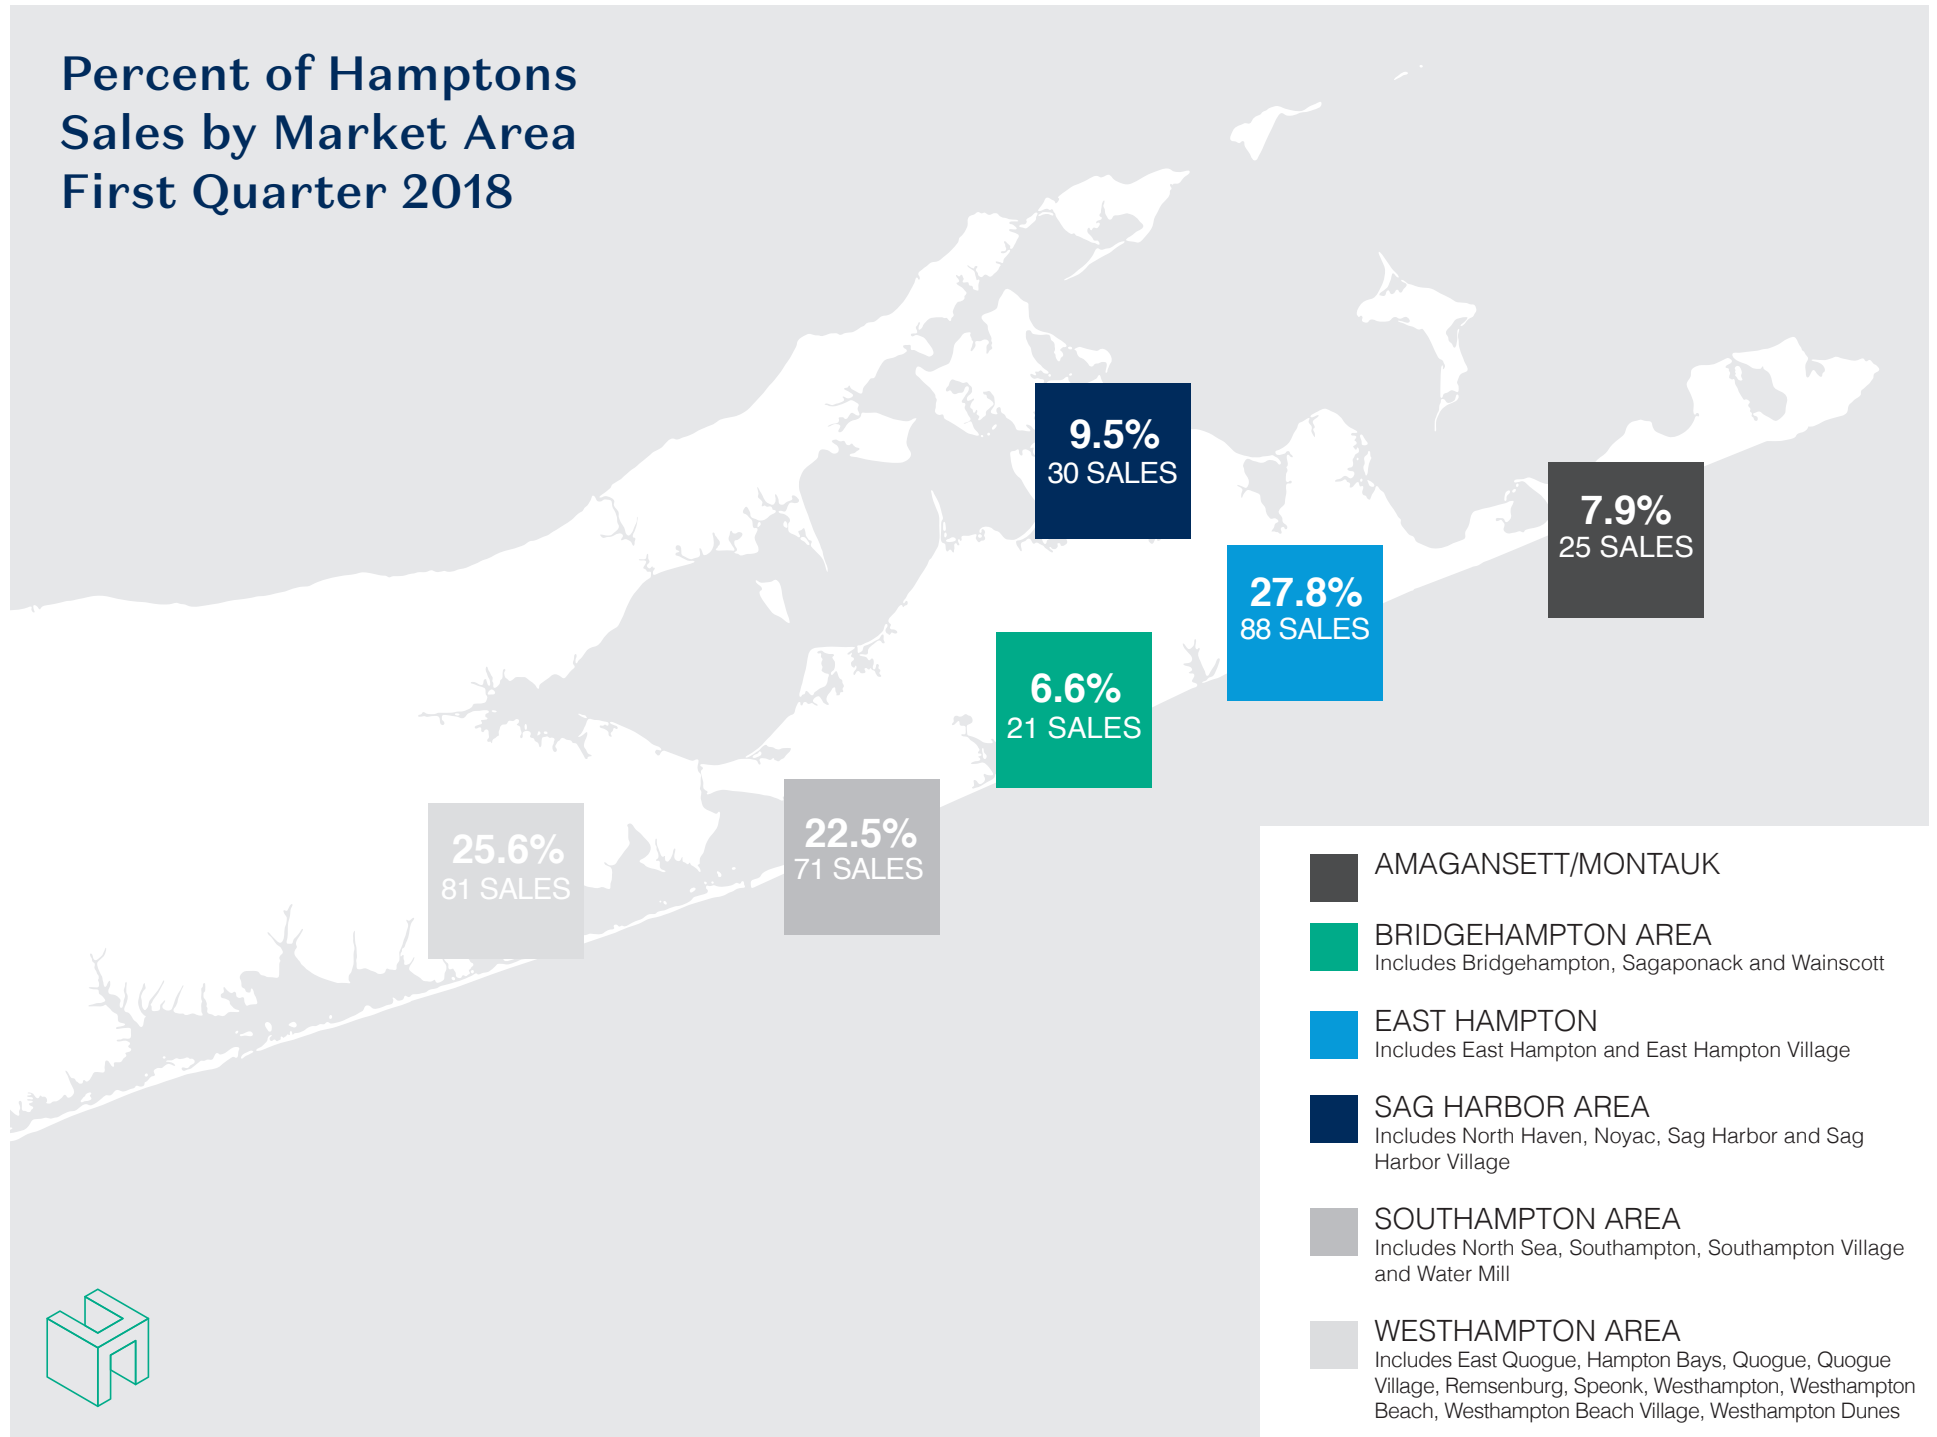 Percent of Hamptons
Sales by Market Area
First Quarter 2018
9.5%
30 SALES
7.9%
25 SALES
27.8%
88 SALES
6.6%
21 SALES
22.5%
71 SALES
25.6%
81 SALES
AMAGANSETT/MONTAUK
BRIDGEHAMPTON AREA
Includes Bridgehampton, Sagaponack and Wainscott
EAST HAMPTON
Includes East Hampton and East Hampton Village
SAG HARBOR AREA
Includes North Haven, Noyac, Sag Harbor and Sag
Harbor Village
SOUTHAMPTON AREA
Includes North Sea, Southampton, Southampton Village
and Water Mill
WESTHAMPTON AREA
Includes East Quogue, Hampton Bays, Quogue, Quogue
Village, Remsenburg, Speonk, Westhampton, Westhampton
Beach, Westhampton Beach Village, Westhampton Dunes